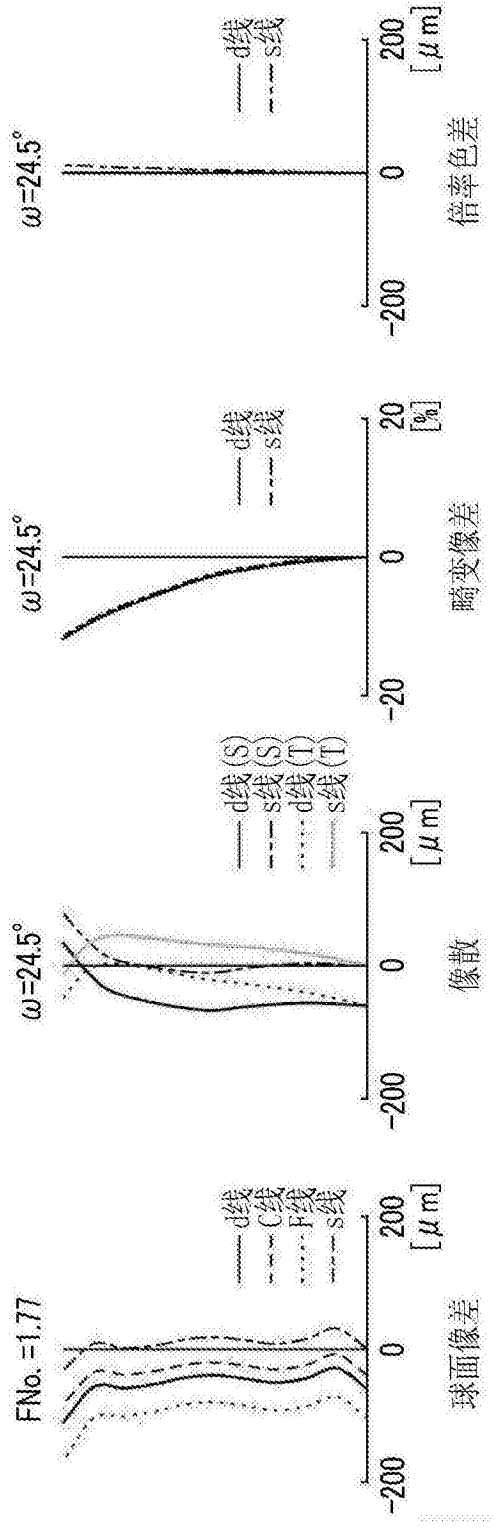 FNo. =1.77
d线
C线
F线
s线
-200
0
200
[μm]
球面像差
ω=24.5°
d线(S)
s线(S)
d线(T)
s线(T)
-200
0
200
[μm]
像散
ω=24.5°
d线
s线
-20
0
20
[%]
畸变像差
ω=24.5°
d线
s线
-200
0
200
[μm]
倍率色差